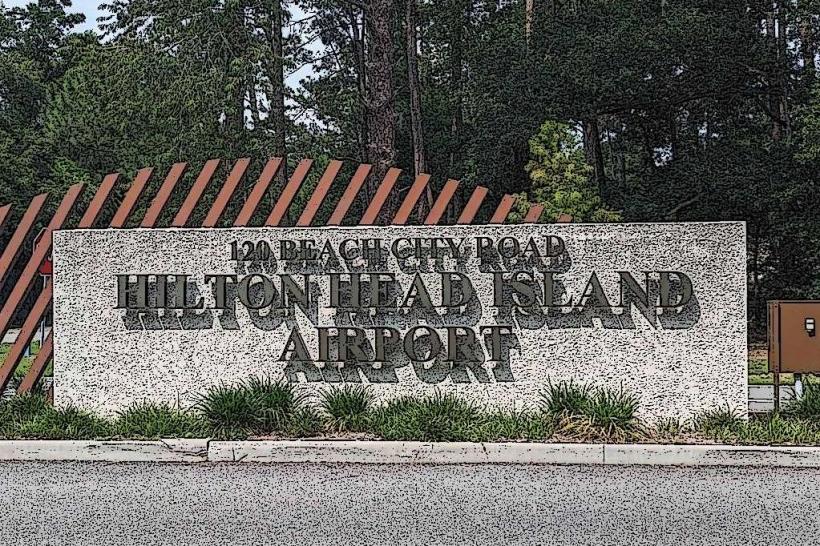 120 BEACH CITY ROAD
HILTON HEAD ISLAND
AIRPORT